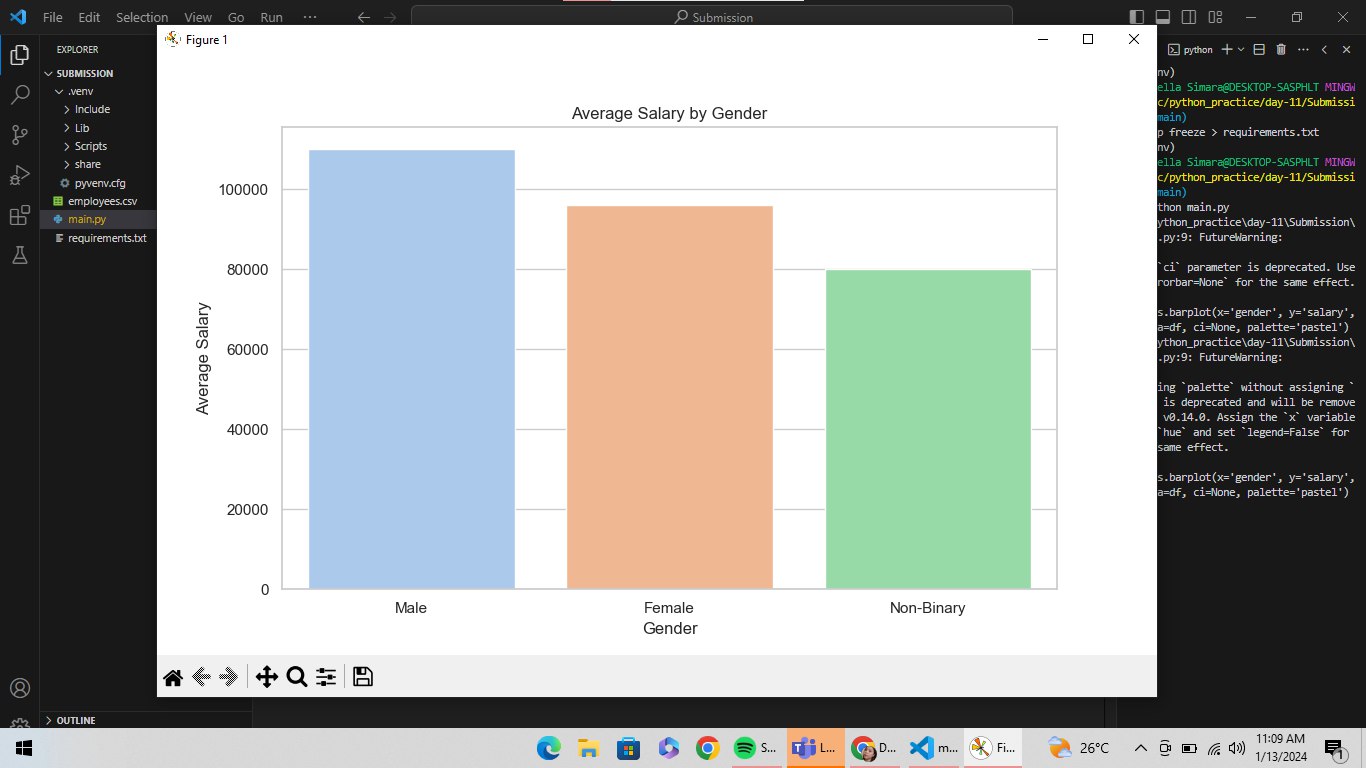 File Edit Selection View Go Run ··· Submission
Figure 1
EXPLORER
SUBMISSION
.venv
Include
Lib
Scripts
share
pyvenv.cfg
employees.csv
main.py
requirements.txt
OUTLINE
Average Salary by Gender
Average Salary
100000
80000
60000
40000
20000
0
Male Female Non-Binary
Gender
python
nv)
ella Simara@DESKTOP-SASPHLT MINGW
c/python_practice/day-11/Submissi
main)
p freeze > requirements.txt
nv)
ella Simara@DESKTOP-SASPHLT MINGW
c/python_practice/day-11/Submissi
main)
thon main.py
ython_practice\day-11\Submission\
.py:9: FutureWarning:
`ci` parameter is deprecated. Use
rorbar=None` for the same effect.
s.barplot(x='gender', y='salary',
a=df, ci=None, palette='pastel')
ython_practice\day-11\Submission\
.py:9: FutureWarning:
ing `palette` without assigning `
is deprecated and will be remove
v0.14.0. Assign the `x` variable
`hue` and set `legend=False` for
same effect.
s.barplot(x='gender', y='salary',
a=df, ci=None, palette='pastel')
S... L... D... m... Fi... 26°C
11:09 AM
1/13/2024
1